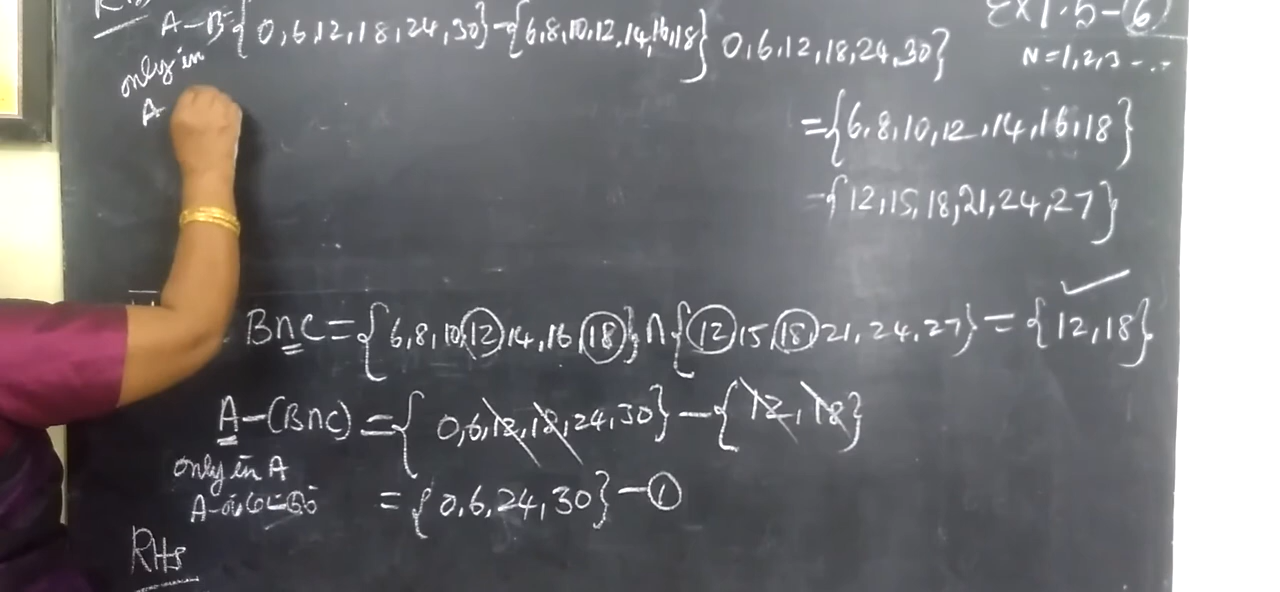 RHS
Ex 1.5-6
A-B {0,6,12,18,24,30}-{6,8,10,12,14,16,18} 0,6,12,18,24,30}
N=1,2,3....
only in
A
={6,8,10,12,14,16,18}
={12,15,18,21,24,27}
B∩C={6,8,10,12,14,16,18}∩{12,15,18,21,24,27}={12,18}
A-(B∩C)={0,6,12,18,24,30}-{12,18}
only in A
={0,6,24,30}-①
RHS